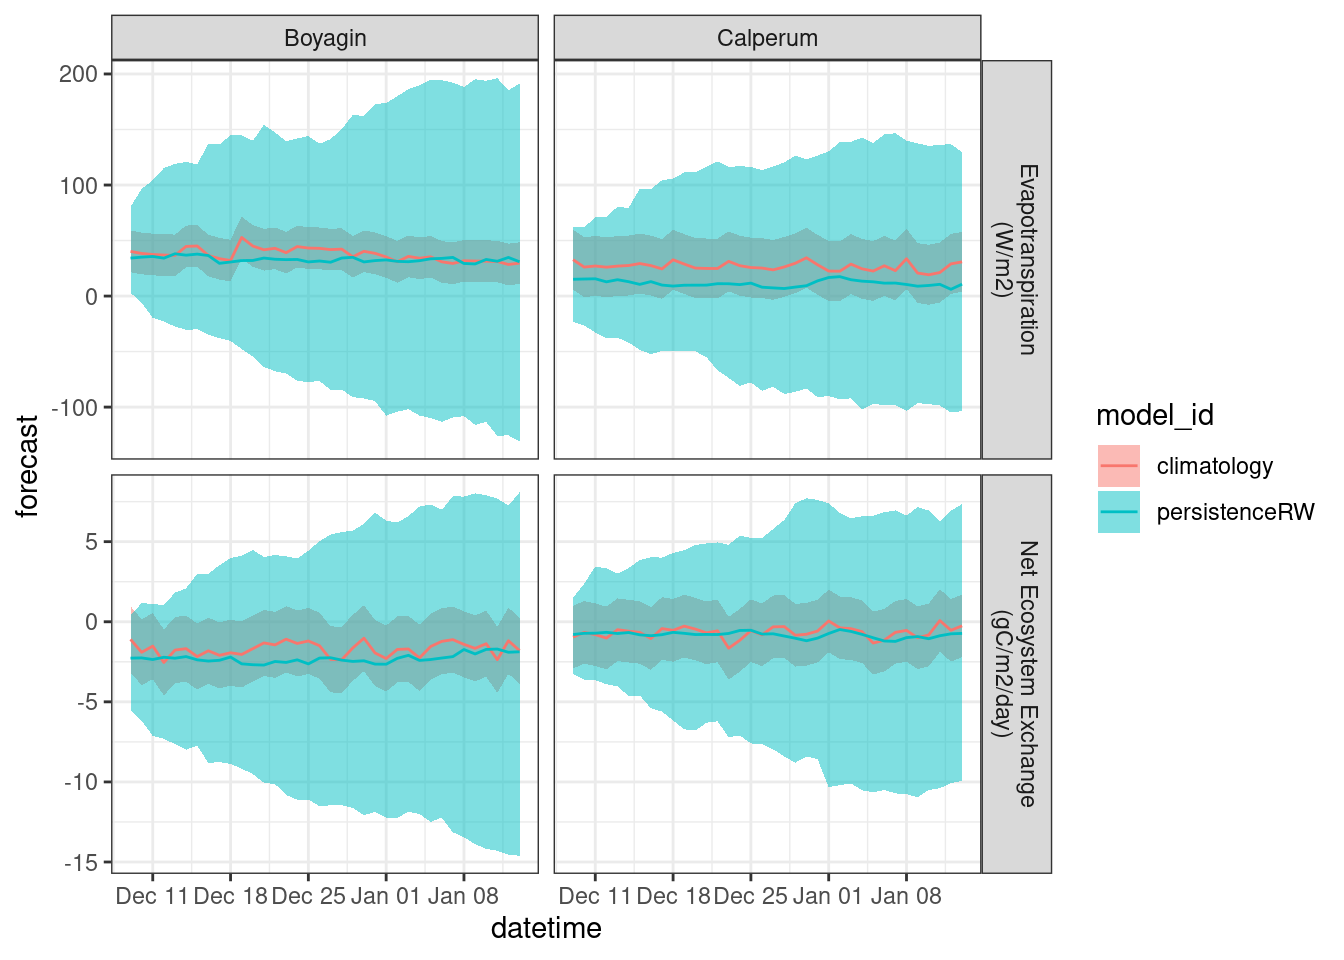 Boyagin
Calperum
200
100
0
-100
Evapotranspiration
(W/m2)
forecast
5
0
-5
-10
-15
Net Ecosystem Exchange
(gC/m2/day)
Dec 11 Dec 18 Dec 25 Jan 01 Jan 08
Dec 11 Dec 18 Dec 25 Jan 01 Jan 08
datetime
model_id
climatology
persistenceRW